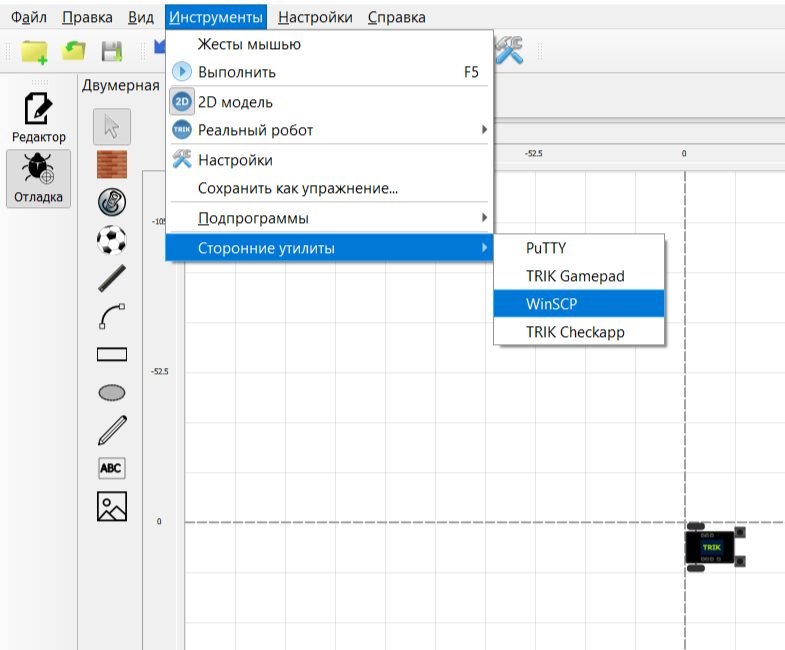 Файл Правка Вид Инструменты Настройки Справка
Жесты мышью
Выполнить F5
2D 2D модель
TRIK Реальный робот
Настройки
Сохранить как упражнение...
Подпрограммы
Сторонние утилиты
PuTTY
TRIK Gamepad
WinSCP
TRIK Checkapp
Редактор
Отладка
Двумерная
ABC
-52.5 0
-105
-52.5
0
TRIK